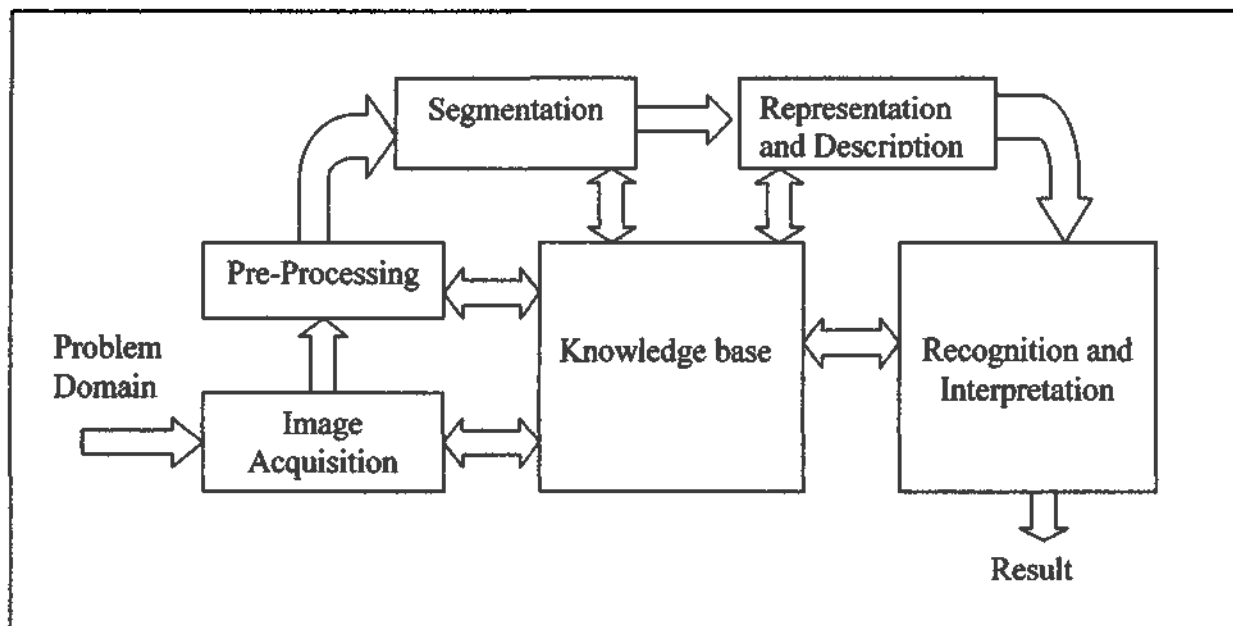 Segmentation
Representation
and Description
Pre-Processing
Problem
Domain
Knowledge base
Recognition and
Interpretation
Image
Acquisition
Result